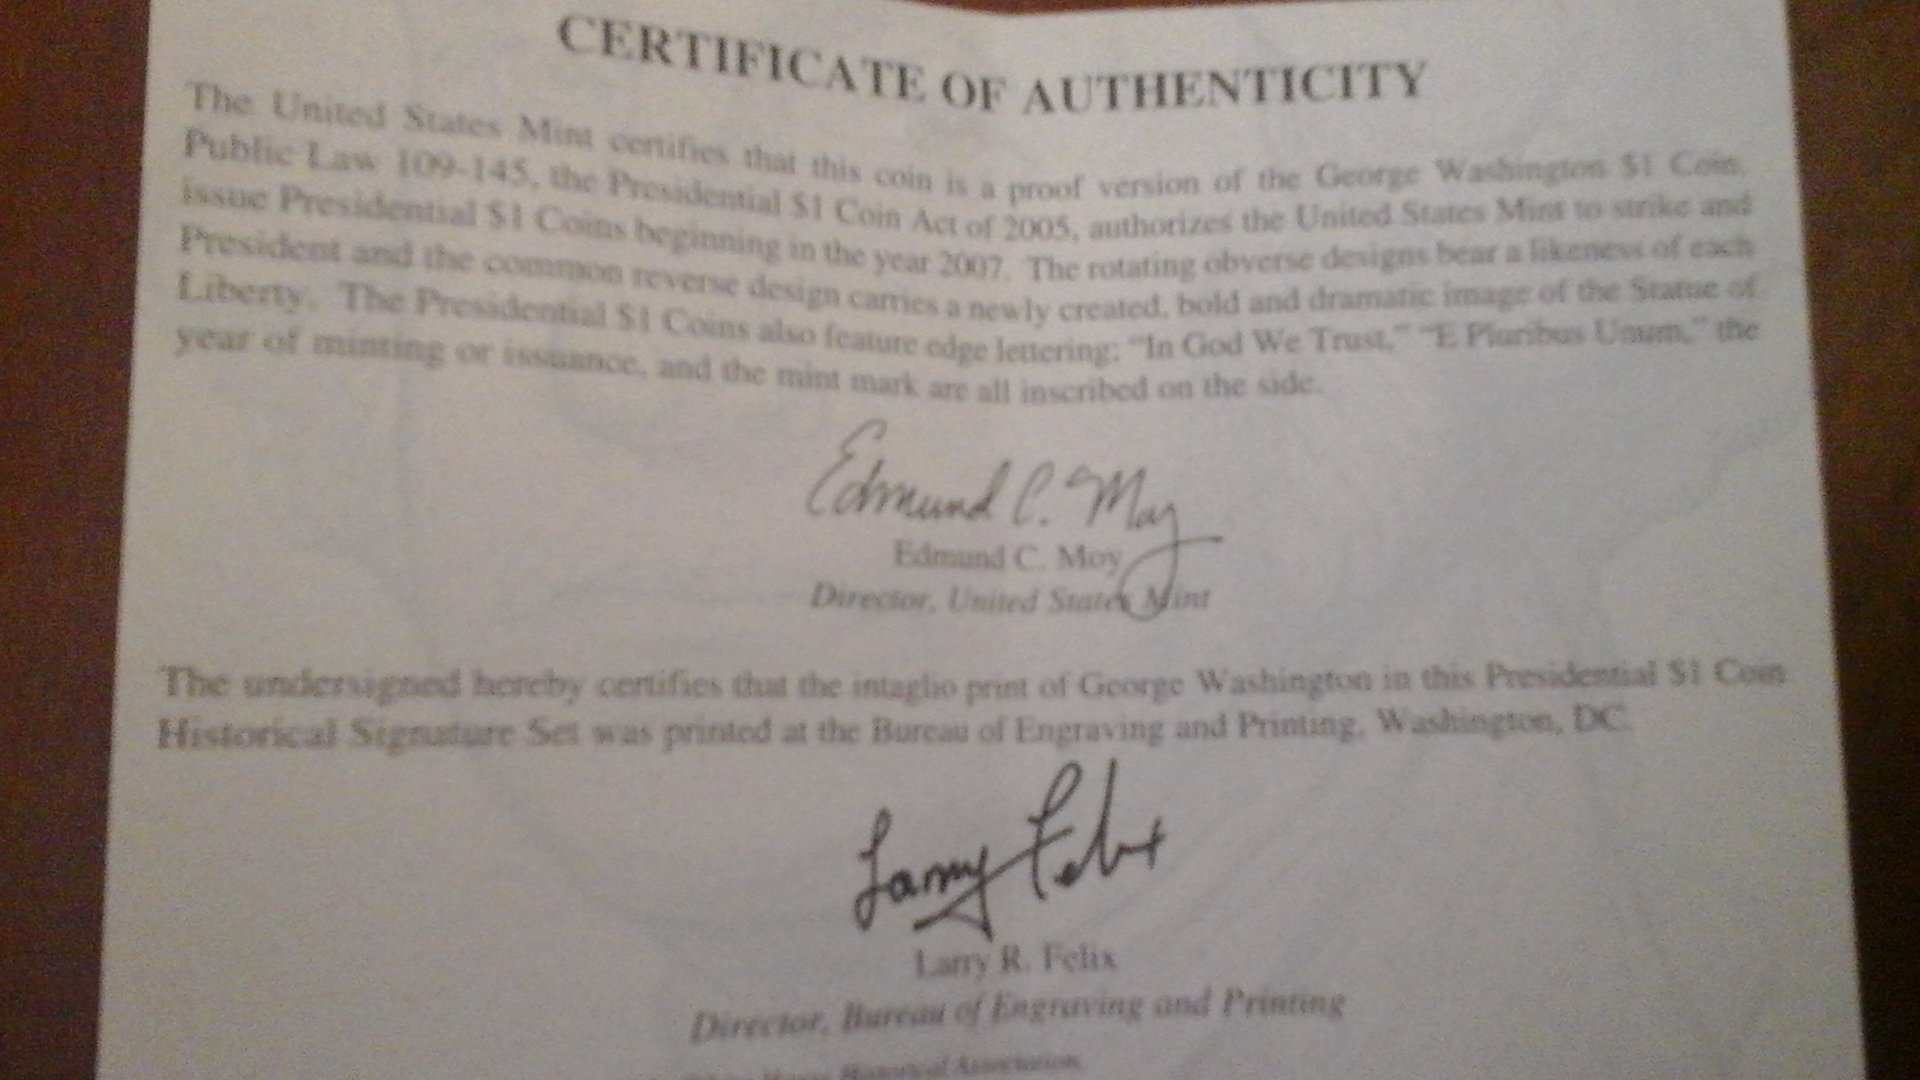 CERTIFICATE OF AUTHENTICITY
The United States Mint certifies that this coin is a proof version of the George Washington $1 Coin.
Public Law 109-145, the Presidential $1 Coin Act of 2005, authorizes the United States Mint to strike and
issue Presidential $1 Coins beginning in the year 2007. The rotating obverse designs bear a likeness of each
President and the common reverse design carries a newly created, bold and dramatic image of the Statue of
Liberty. The Presidential $1 Coins also feature edge lettering; "In God We Trust," "E Pluribus Unum," the
year of minting or issuance, and the mint mark are all inscribed on the side.
Edmund C. Moy
Edmund C. Moy
Director, United States Mint
The undersigned hereby certifies that the intaglio print of George Washington in this Presidential $1 Coin
Historical Signature Set was printed at the Bureau of Engraving and Printing, Washington, DC.
Larry Felix
Larry R. Felix
Director, Bureau of Engraving and Printing
Historical Association